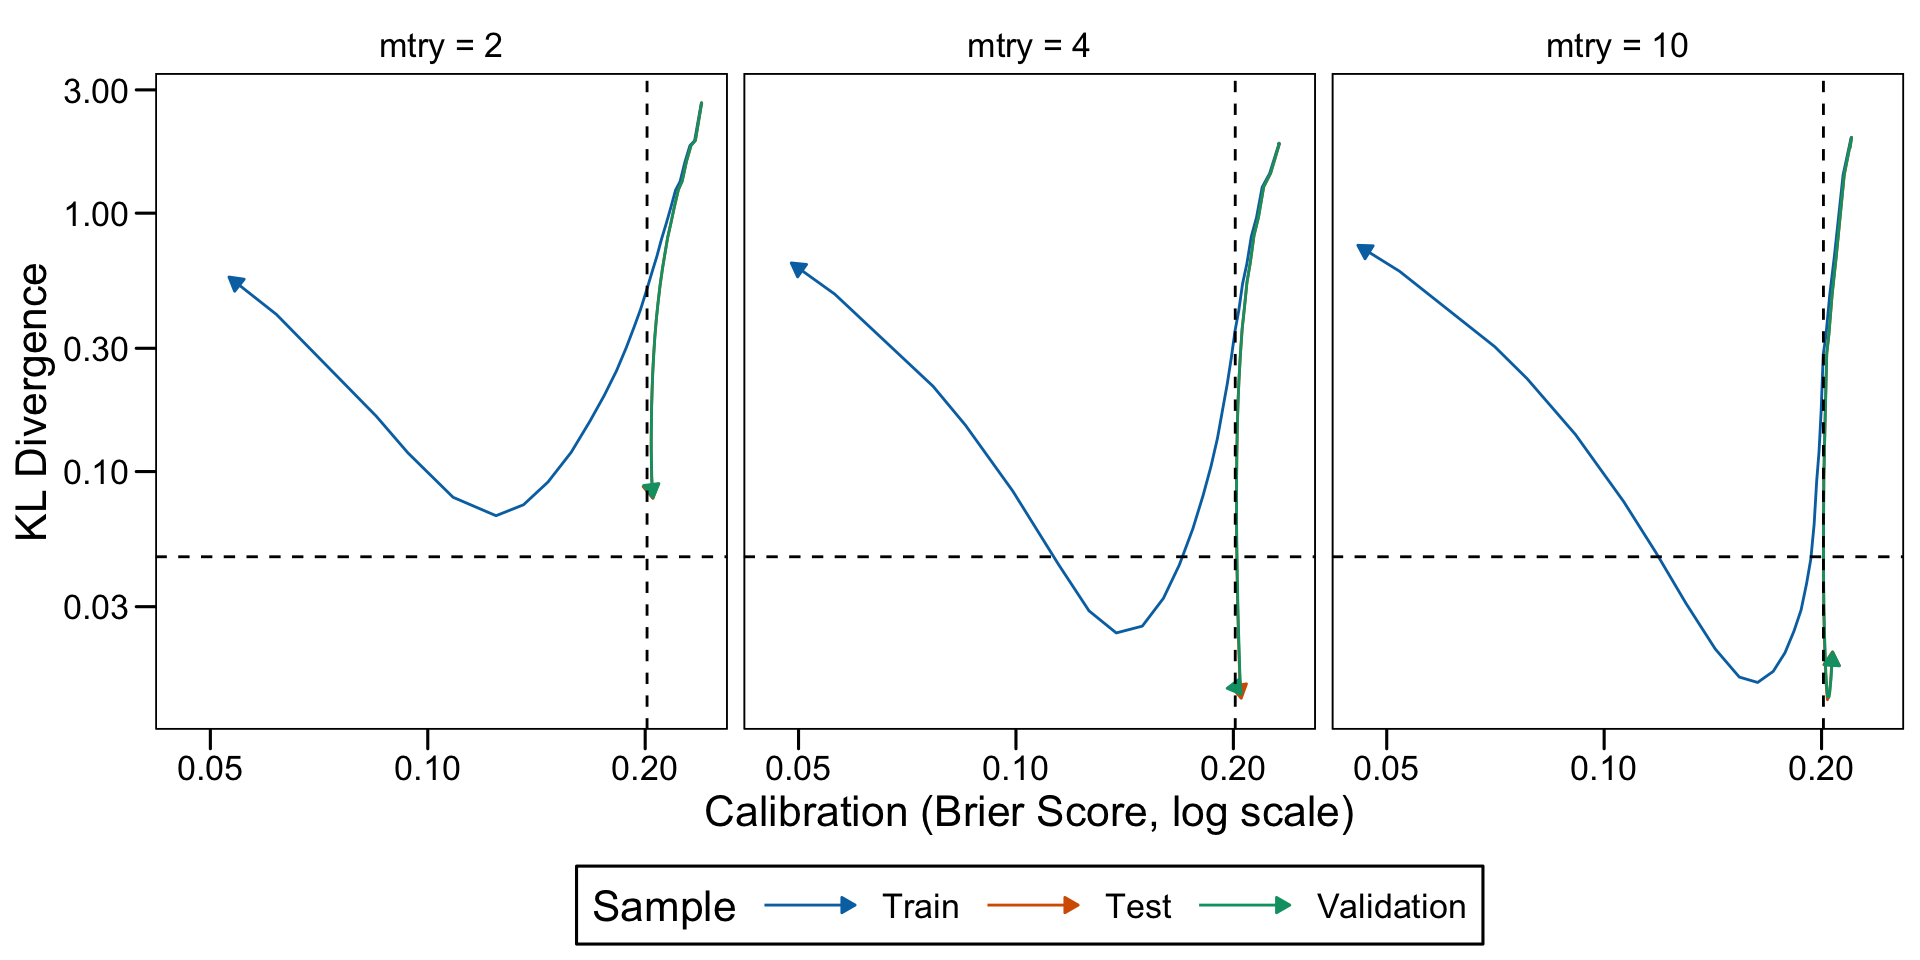 mtry = 2
mtry = 4
mtry = 10
KL Divergence
3.00
1.00
0.30
0.10
0.03
0.05 0.10 0.20
0.05 0.10 0.20
0.05 0.10 0.20
Calibration (Brier Score, log scale)
Sample Train Test Validation